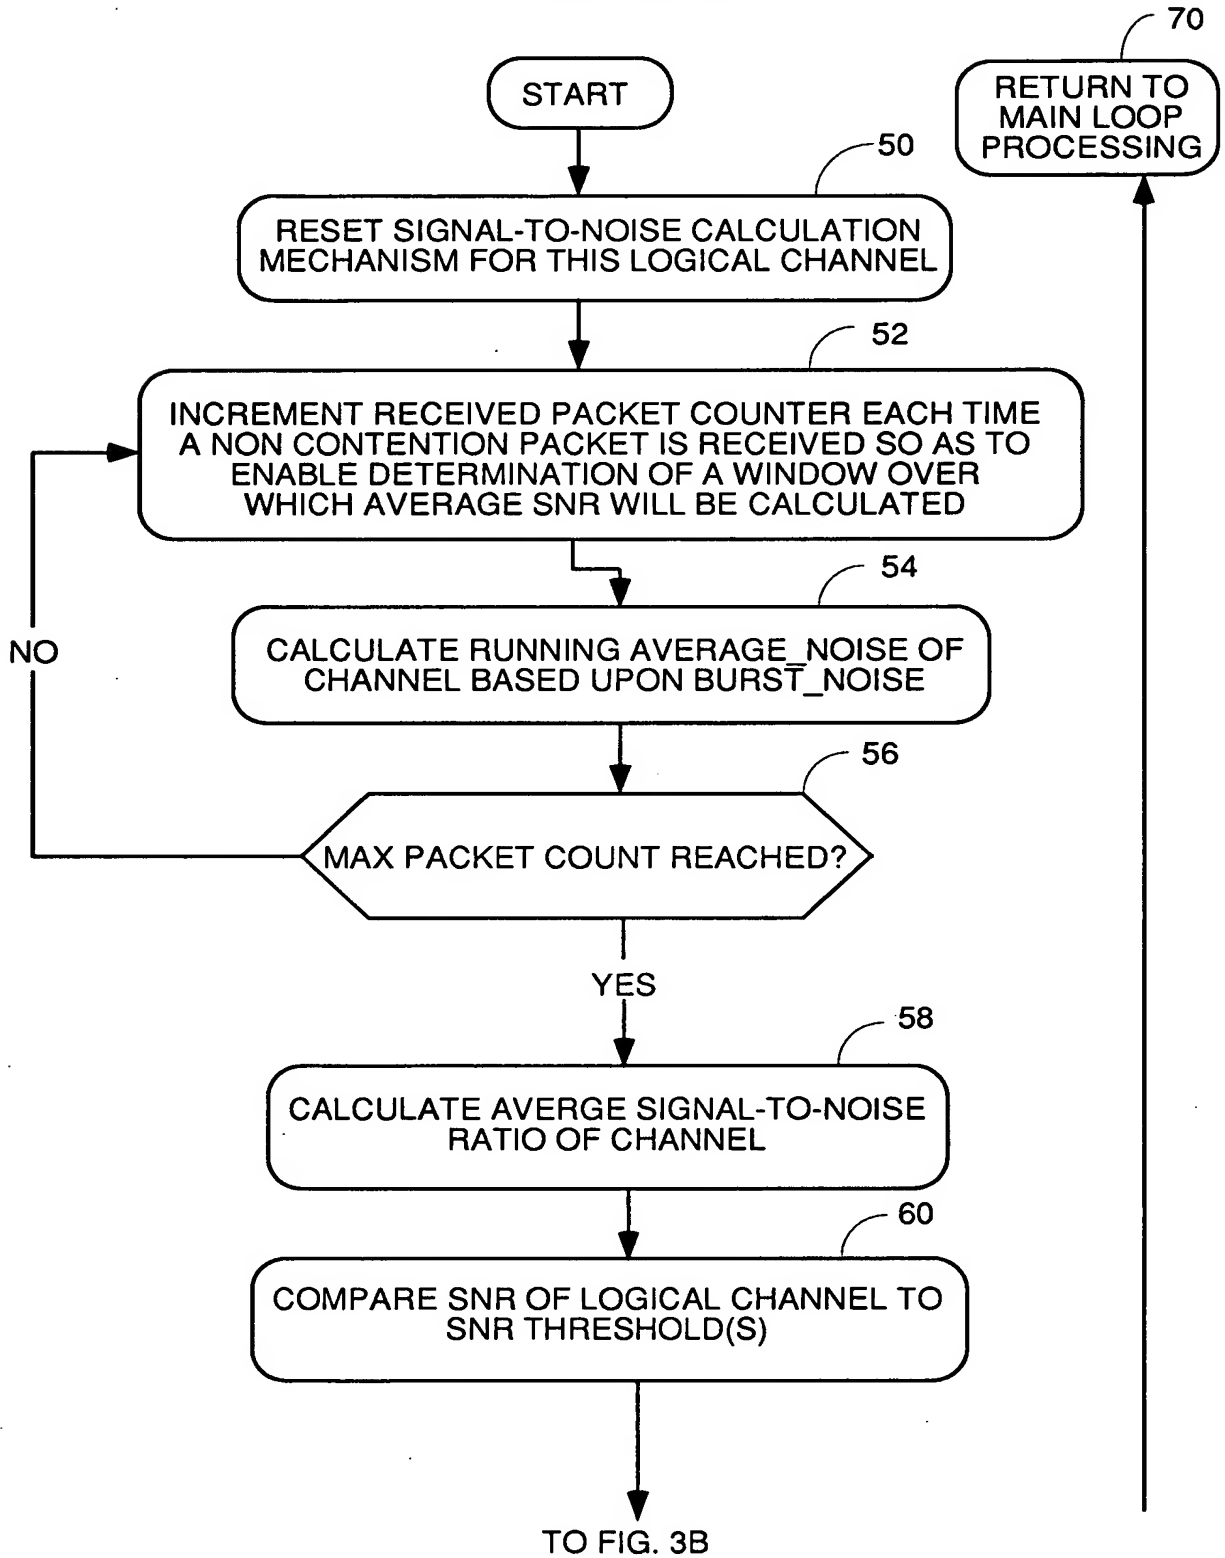 70
START
RETURN TO
MAIN LOOP
PROCESSING
50
RESET SIGNAL-TO-NOISE CALCULATION
MECHANISM FOR THIS LOGICAL CHANNEL
52
INCREMENT RECEIVED PACKET COUNTER EACH TIME
A NON CONTENTION PACKET IS RECEIVED SO AS TO
ENABLE DETERMINATION OF A WINDOW OVER
WHICH AVERAGE SNR WILL BE CALCULATED
54
NO
CALCULATE RUNNING AVERAGE_NOISE OF
CHANNEL BASED UPON BURST_NOISE
56
MAX PACKET COUNT REACHED?
YES
58
CALCULATE AVERGE SIGNAL-TO-NOISE
RATIO OF CHANNEL
60
COMPARE SNR OF LOGICAL CHANNEL TO
SNR THRESHOLD(S)
TO FIG. 3B